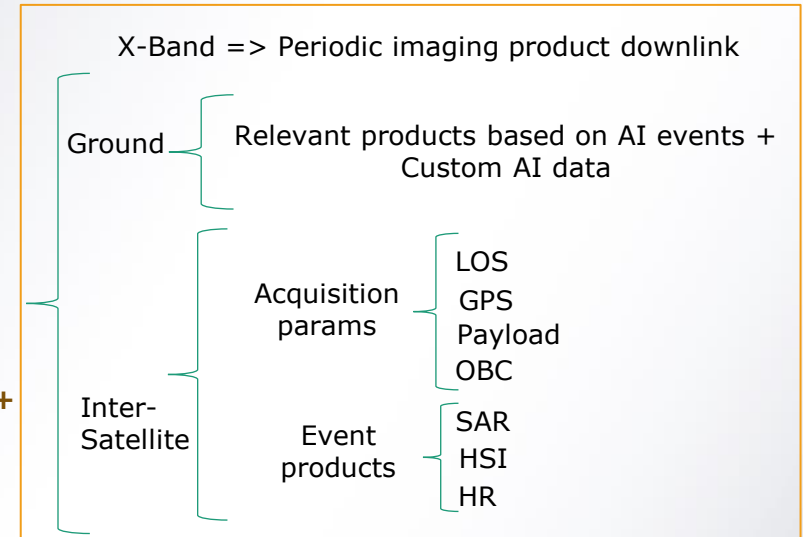 X-Band => Periodic imaging product downlink
Ground
Relevant products based on AI events +
Custom AI data
+
Inter-
Satellite
Acquisition
params
LOS
GPS
Payload
OBC
Event
products
SAR
HSI
HR